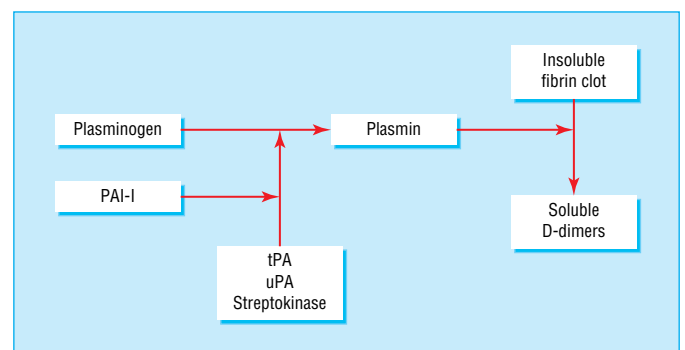 Insoluble
fibrin clot
Plasminogen
Plasmin
PAI-I
Soluble
D-dimers
tPA
uPA
Streptokinase